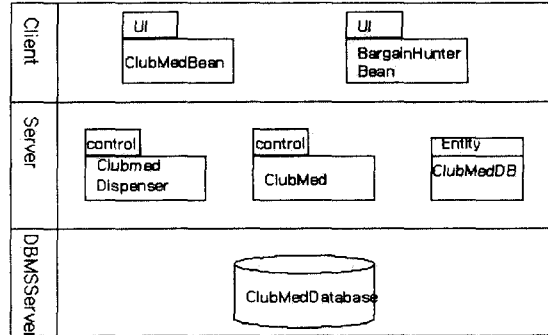 Client
UI
ClubMedBean
UI
BargainHunter
Bean
Server
control
Clubmed
Dispenser
control
ClubMed
Entity
ClubMedDB
DBMSServer
ClubMedDatabase